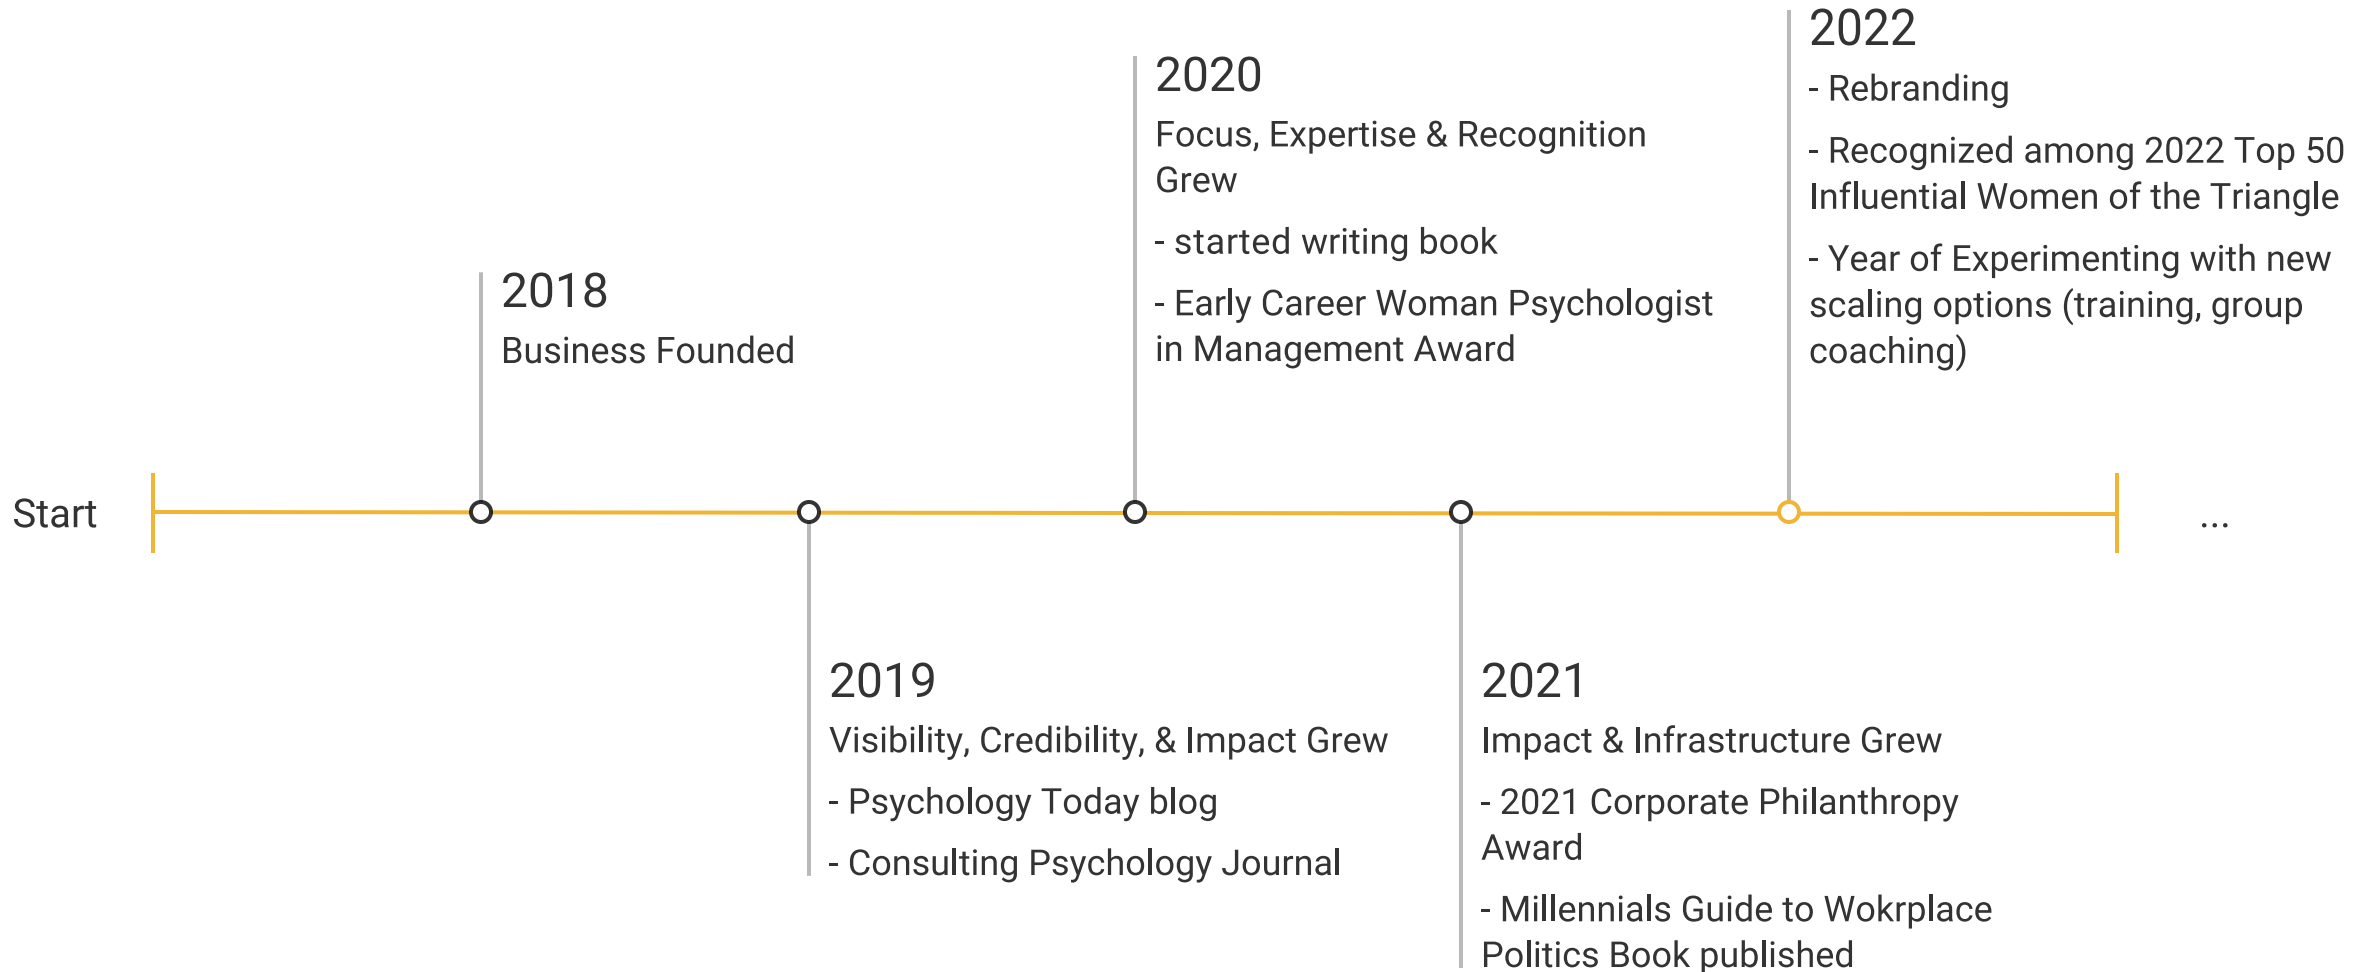 Start
2018
Business Founded
2019
Visibility, Credibility, & Impact Grew
- Psychology Today blog
- Consulting Psychology Journal
2020
Focus, Expertise & Recognition
Grew
- started writing book
- Early Career Woman Psychologist
in Management Award
2021
Impact & Infrastructure Grew
- 2021 Corporate Philanthropy
Award
- Millennials Guide to Wokrplace
Politics Book published
2022
- Rebranding
- Recognized among 2022 Top 50
Influential Women of the Triangle
- Year of Experimenting with new
scaling options (training, group
coaching)
...